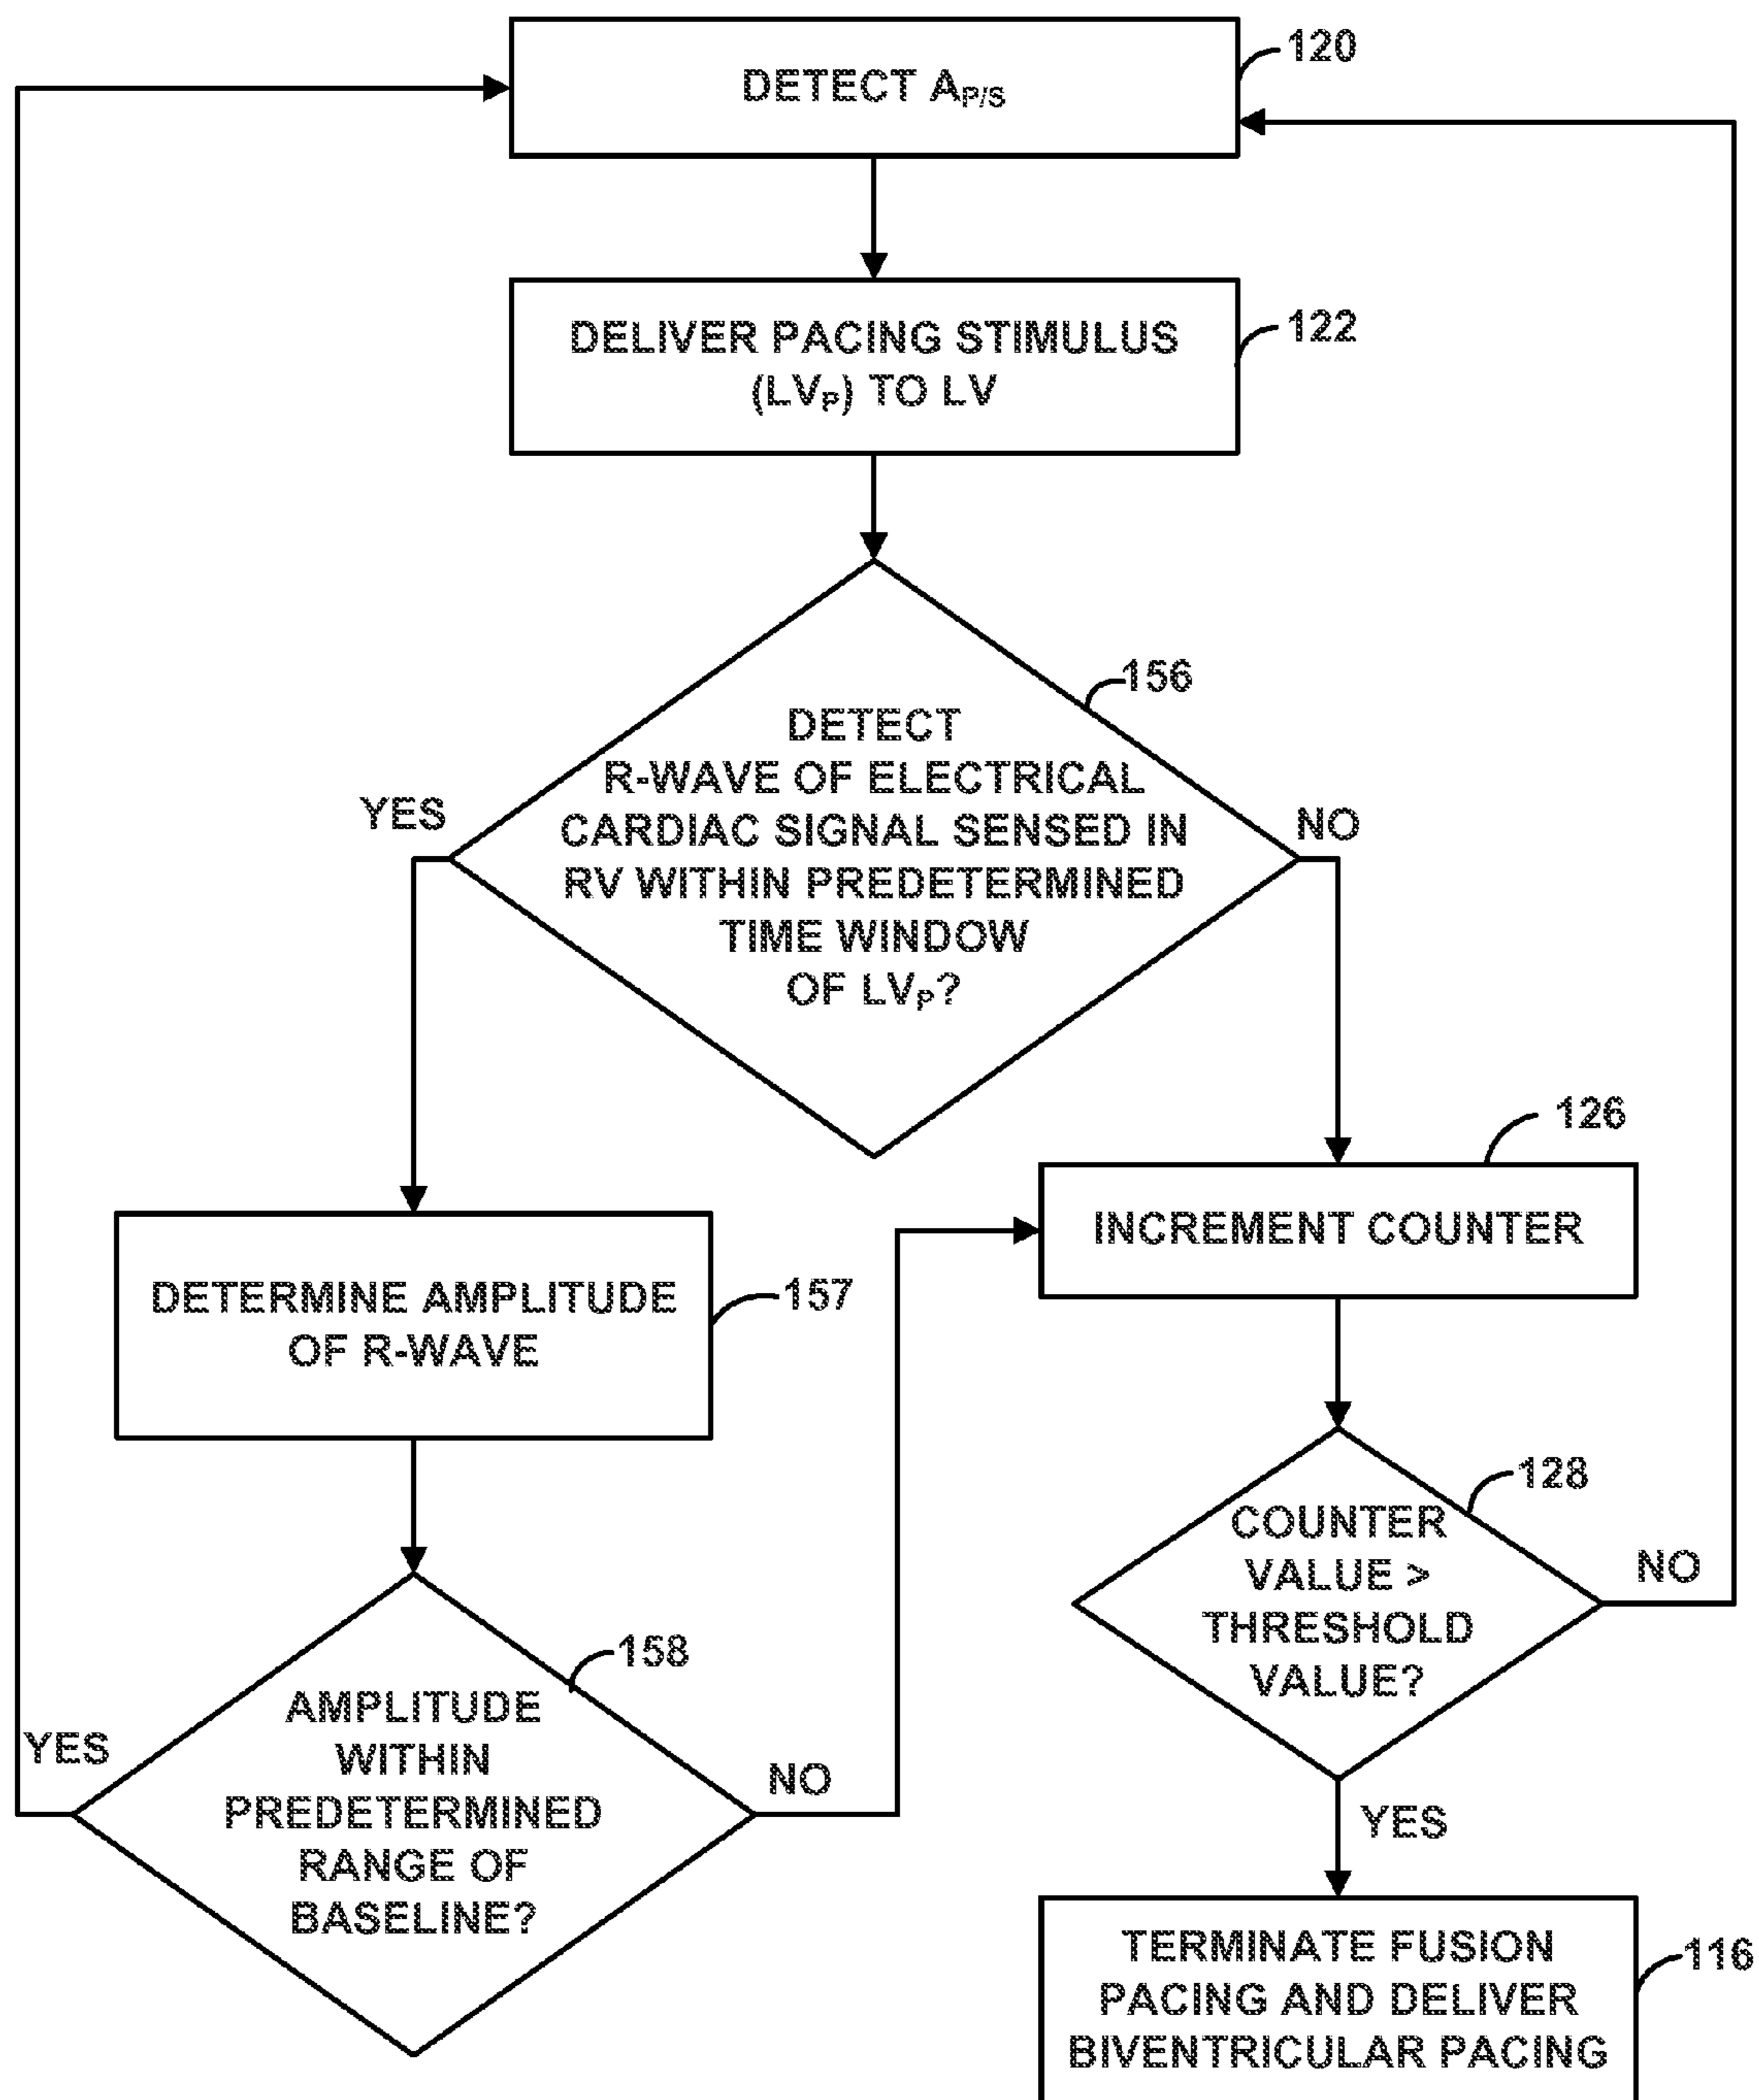 120
DETECT AP/S
DELIVER PACING STIMULUS
(LVP) TO LV
122
156
DETECT
R-WAVE OF ELECTRICAL
CARDIAC SIGNAL SENSED IN
RV WITHIN PREDETERMINED
TIME WINDOW
OF LVP?
YES
NO
126
INCREMENT COUNTER
DETERMINE AMPLITUDE
OF R-WAVE
157
128
COUNTER
VALUE >
THRESHOLD
VALUE?
NO
YES
158
AMPLITUDE
WITHIN
PREDETERMINED
RANGE OF
BASELINE?
YES
NO
TERMINATE FUSION
PACING AND DELIVER
BIVENTRICULAR PACING
116